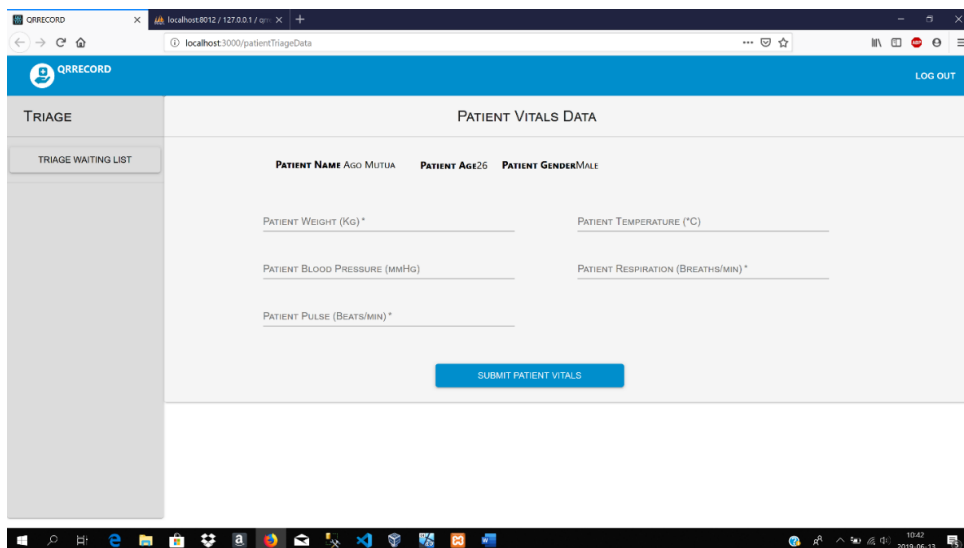 QRRECORD
localhost:8012 / 127.0.0.1 / qrr
localhost:3000/patientTriageData
QRRECORD
LOG OUT
TRIAGE
PATIENT VITALS DATA
TRIAGE WAITING LIST
PATIENT NAME AGO MUTUA PATIENT AGE26 PATIENT GENDERMALE
PATIENT WEIGHT (KG) * PATIENT TEMPERATURE (°C)
PATIENT BLOOD PRESSURE (MMHG) PATIENT RESPIRATION (BREATHS/MIN) *
PATIENT PULSE (BEATS/MIN) *
SUBMIT PATIENT VITALS
10:42
2019-06-13